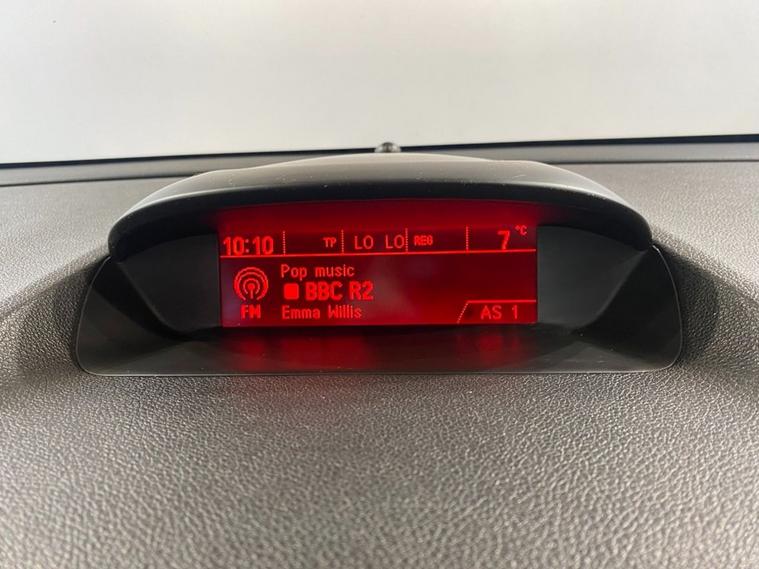 10:10 TP LO LO REG 7 °C
Pop music
BBC R2
FM Emma Willis AS 1